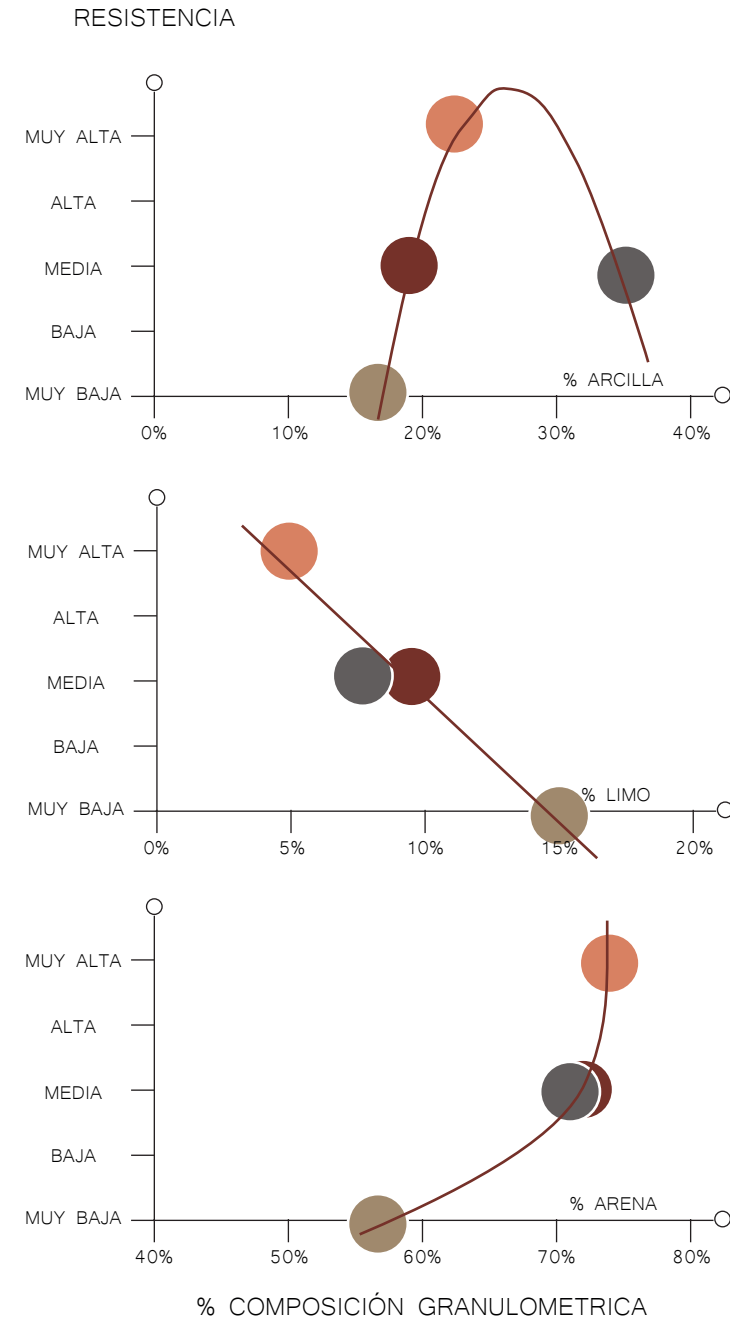 RESISTENCIA
MUY ALTA
ALTA
MEDIA
BAJA
MUY BAJA
% ARCILLA
0% 10% 20% 30% 40%
MUY ALTA
ALTA
MEDIA
BAJA
MUY BAJA
% LIMO
0% 5% 10% 15% 20%
MUY ALTA
ALTA
MEDIA
BAJA
MUY BAJA
% ARENA
40% 50% 60% 70% 80%
% COMPOSICIÓN GRANULOMETRICA